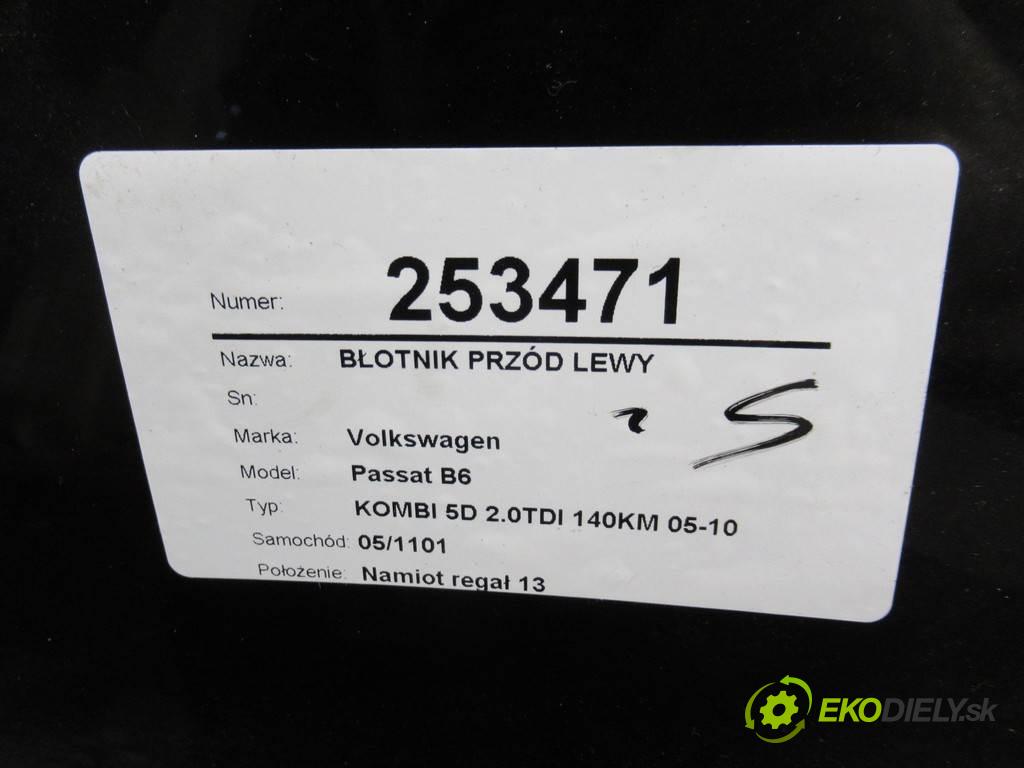 Numer: 253471
Nazwa: BŁOTNIK PRZÓD LEWY
Sn:
Marka: Volkswagen
Model: Passat B6
Typ: KOMBI 5D 2.0TDI 140KM 05-10
Samochód: 05/1101
Położenie: Namiot regał 13
EKODIELY.sk